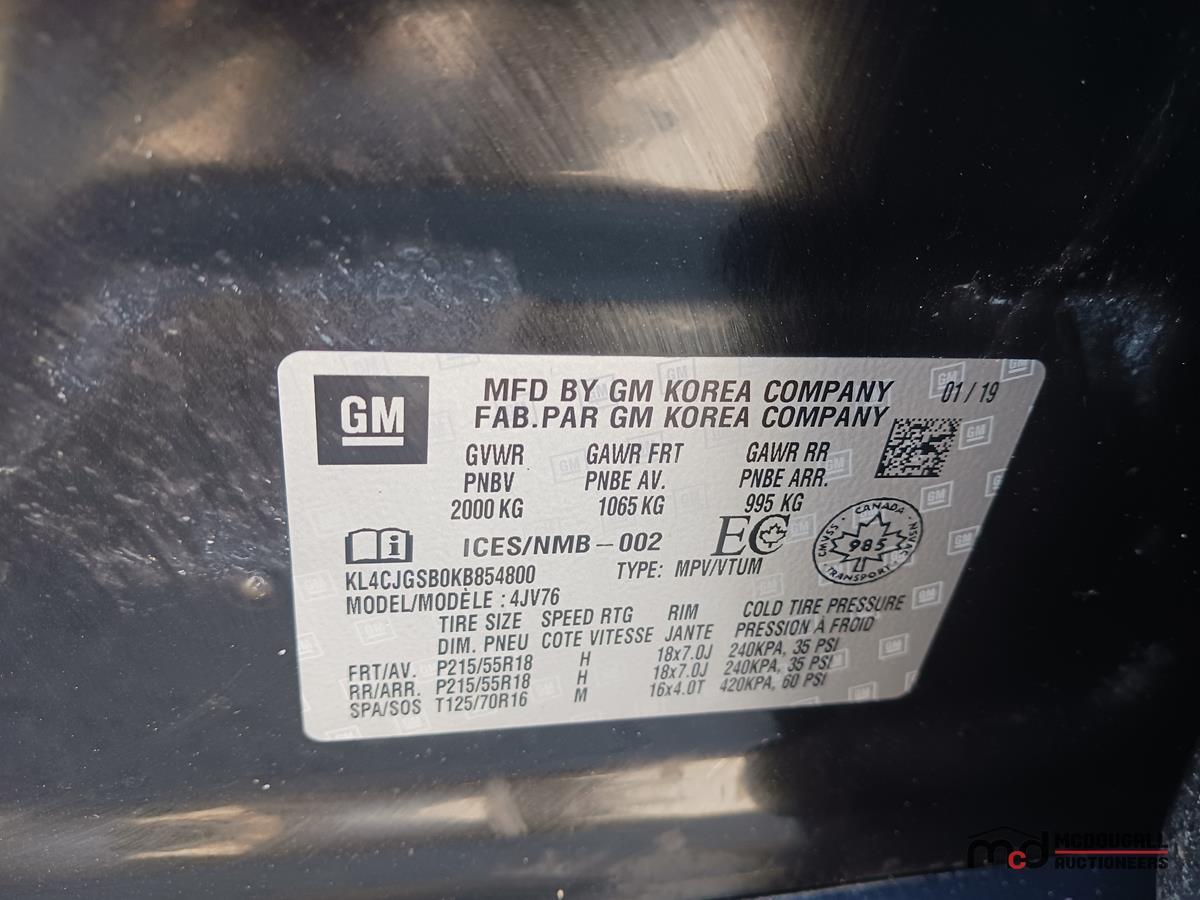 GM
MFD BY GM KOREA COMPANY 01/19
FAB.PAR GM KOREA COMPANY
GVWR GAWR FRT GAWR RR
PNBV PNBE AV. PNBE ARR.
2000 KG 1065 KG 995 KG
ICES/NMB-002 EC
CANADA
CMVSS 985 NSVAC
TRANSPORT
KL4CJGSB0KB854800 TYPE: MPV/VTUM
MODEL/MODÈLE : 4JV76
TIRE SIZE SPEED RTG RIM COLD TIRE PRESSURE
DIM. PNEU COTE VITESSE JANTE PRESSION À FROID
FRT/AV. P215/55R18 H 18x7.0J 240KPA, 35 PSI
RR/ARR. P215/55R18 H 18x7.0J 240KPA, 35 PSI
SPA/SOS T125/70R16 M 16x4.0T 420KPA, 60 PSI
mcd MCDOUGALL
AUCTIONEERS